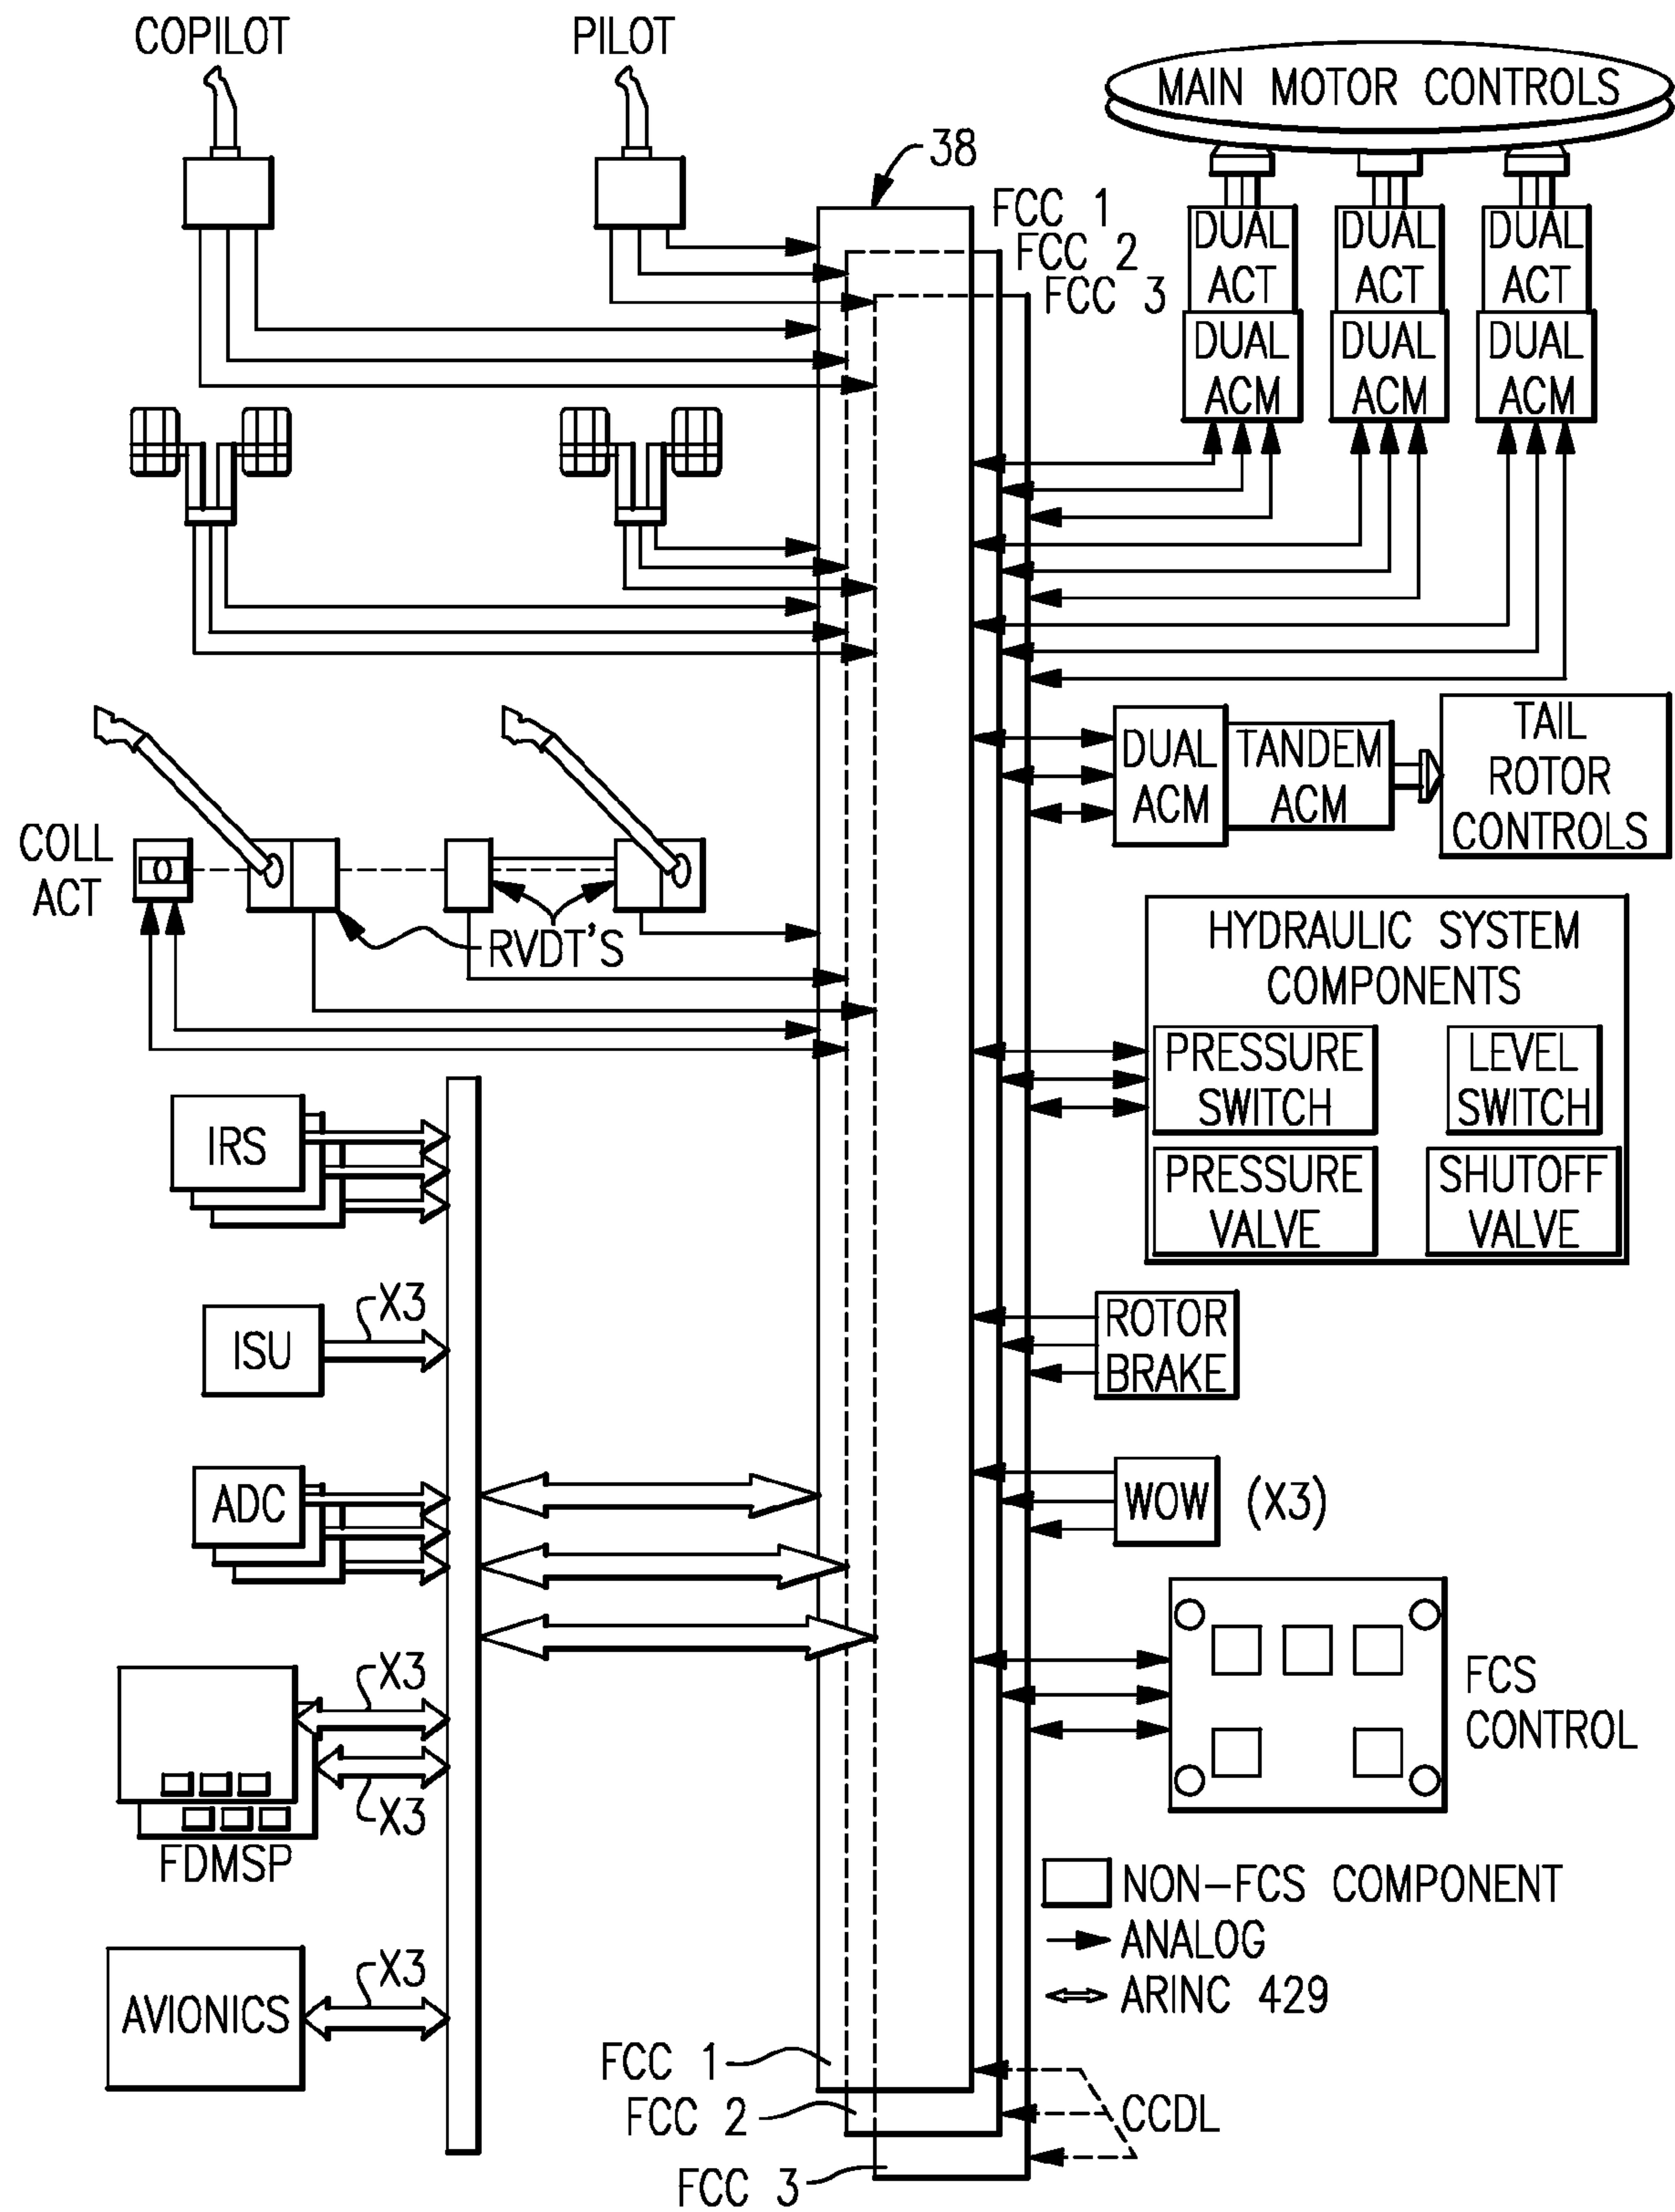 COPILOT
PILOT
MAIN MOTOR CONTROLS
38
FCC 1
FCC 2
FCC 3
DUAL
ACT
DUAL
ACT
DUAL
ACT
DUAL
ACM
DUAL
ACM
DUAL
ACM
DUAL
ACM
TANDEM
ACM
TAIL
ROTOR
CONTROLS
COLL
ACT
RVDT'S
HYDRAULIC SYSTEM
COMPONENTS
PRESSURE
SWITCH
LEVEL
SWITCH
PRESSURE
VALVE
SHUTOFF
VALVE
IRS
ISU
X3
ROTOR
BRAKE
ADC
WOW
(X3)
X3
X3
FDMSP
FCS
CONTROL
AVIONICS
X3
NON-FCS COMPONENT
ANALOG
ARINC 429
FCC 1
FCC 2
FCC 3
CCDL